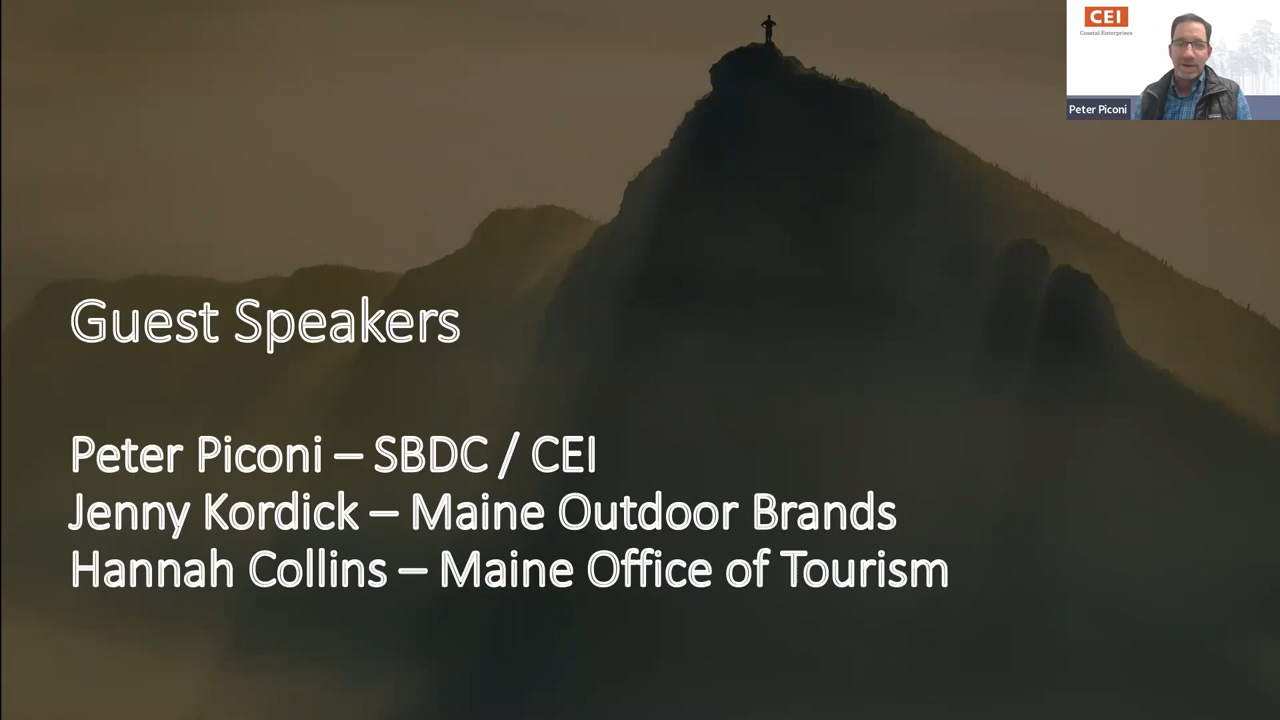 CEI
Coastal Enterprises
Peter Piconi
Guest Speakers
Peter Piconi – SBDC / CEI
Jenny Kordick – Maine Outdoor Brands
Hannah Collins – Maine Office of Tourism